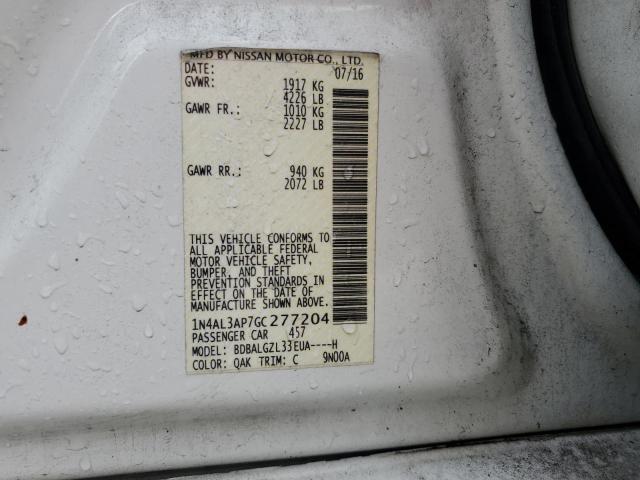 MFD BY NISSAN MOTOR CO., LTD.
DATE: 07/16
GVWR: 1917 KG
4226 LB
GAWR FR.: 1010 KG
2227 LB
GAWR RR.: 940 KG
2072 LB
THIS VEHICLE CONFORMS TO
ALL APPLICABLE FEDERAL
MOTOR VEHICLE SAFETY,
BUMPER, AND THEFT
PREVENTION STANDARDS IN
EFFECT ON THE DATE OF
MANUFACTURE SHOWN ABOVE.
1N4AL3AP7GC277204
PASSENGER CAR 457
MODEL: BDBALGZL33EUA----H
COLOR: QAK TRIM: C 9N00A